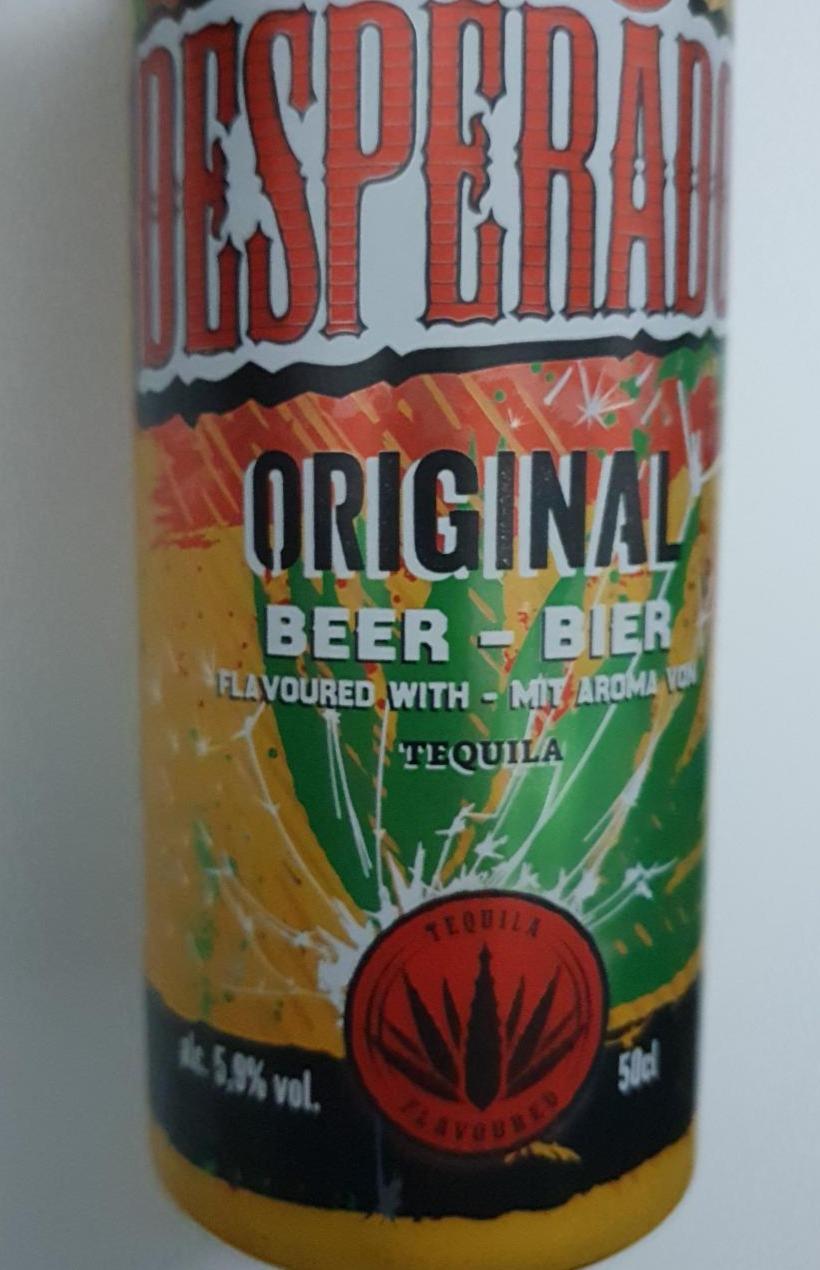 DESPERADO
ORIGINAL
BEER - BIER
FLAVOURED WITH - MIT AROMA VON
TEQUILA
TEQUILA
FLAVOURED
alc. 5,9% vol.
50cl